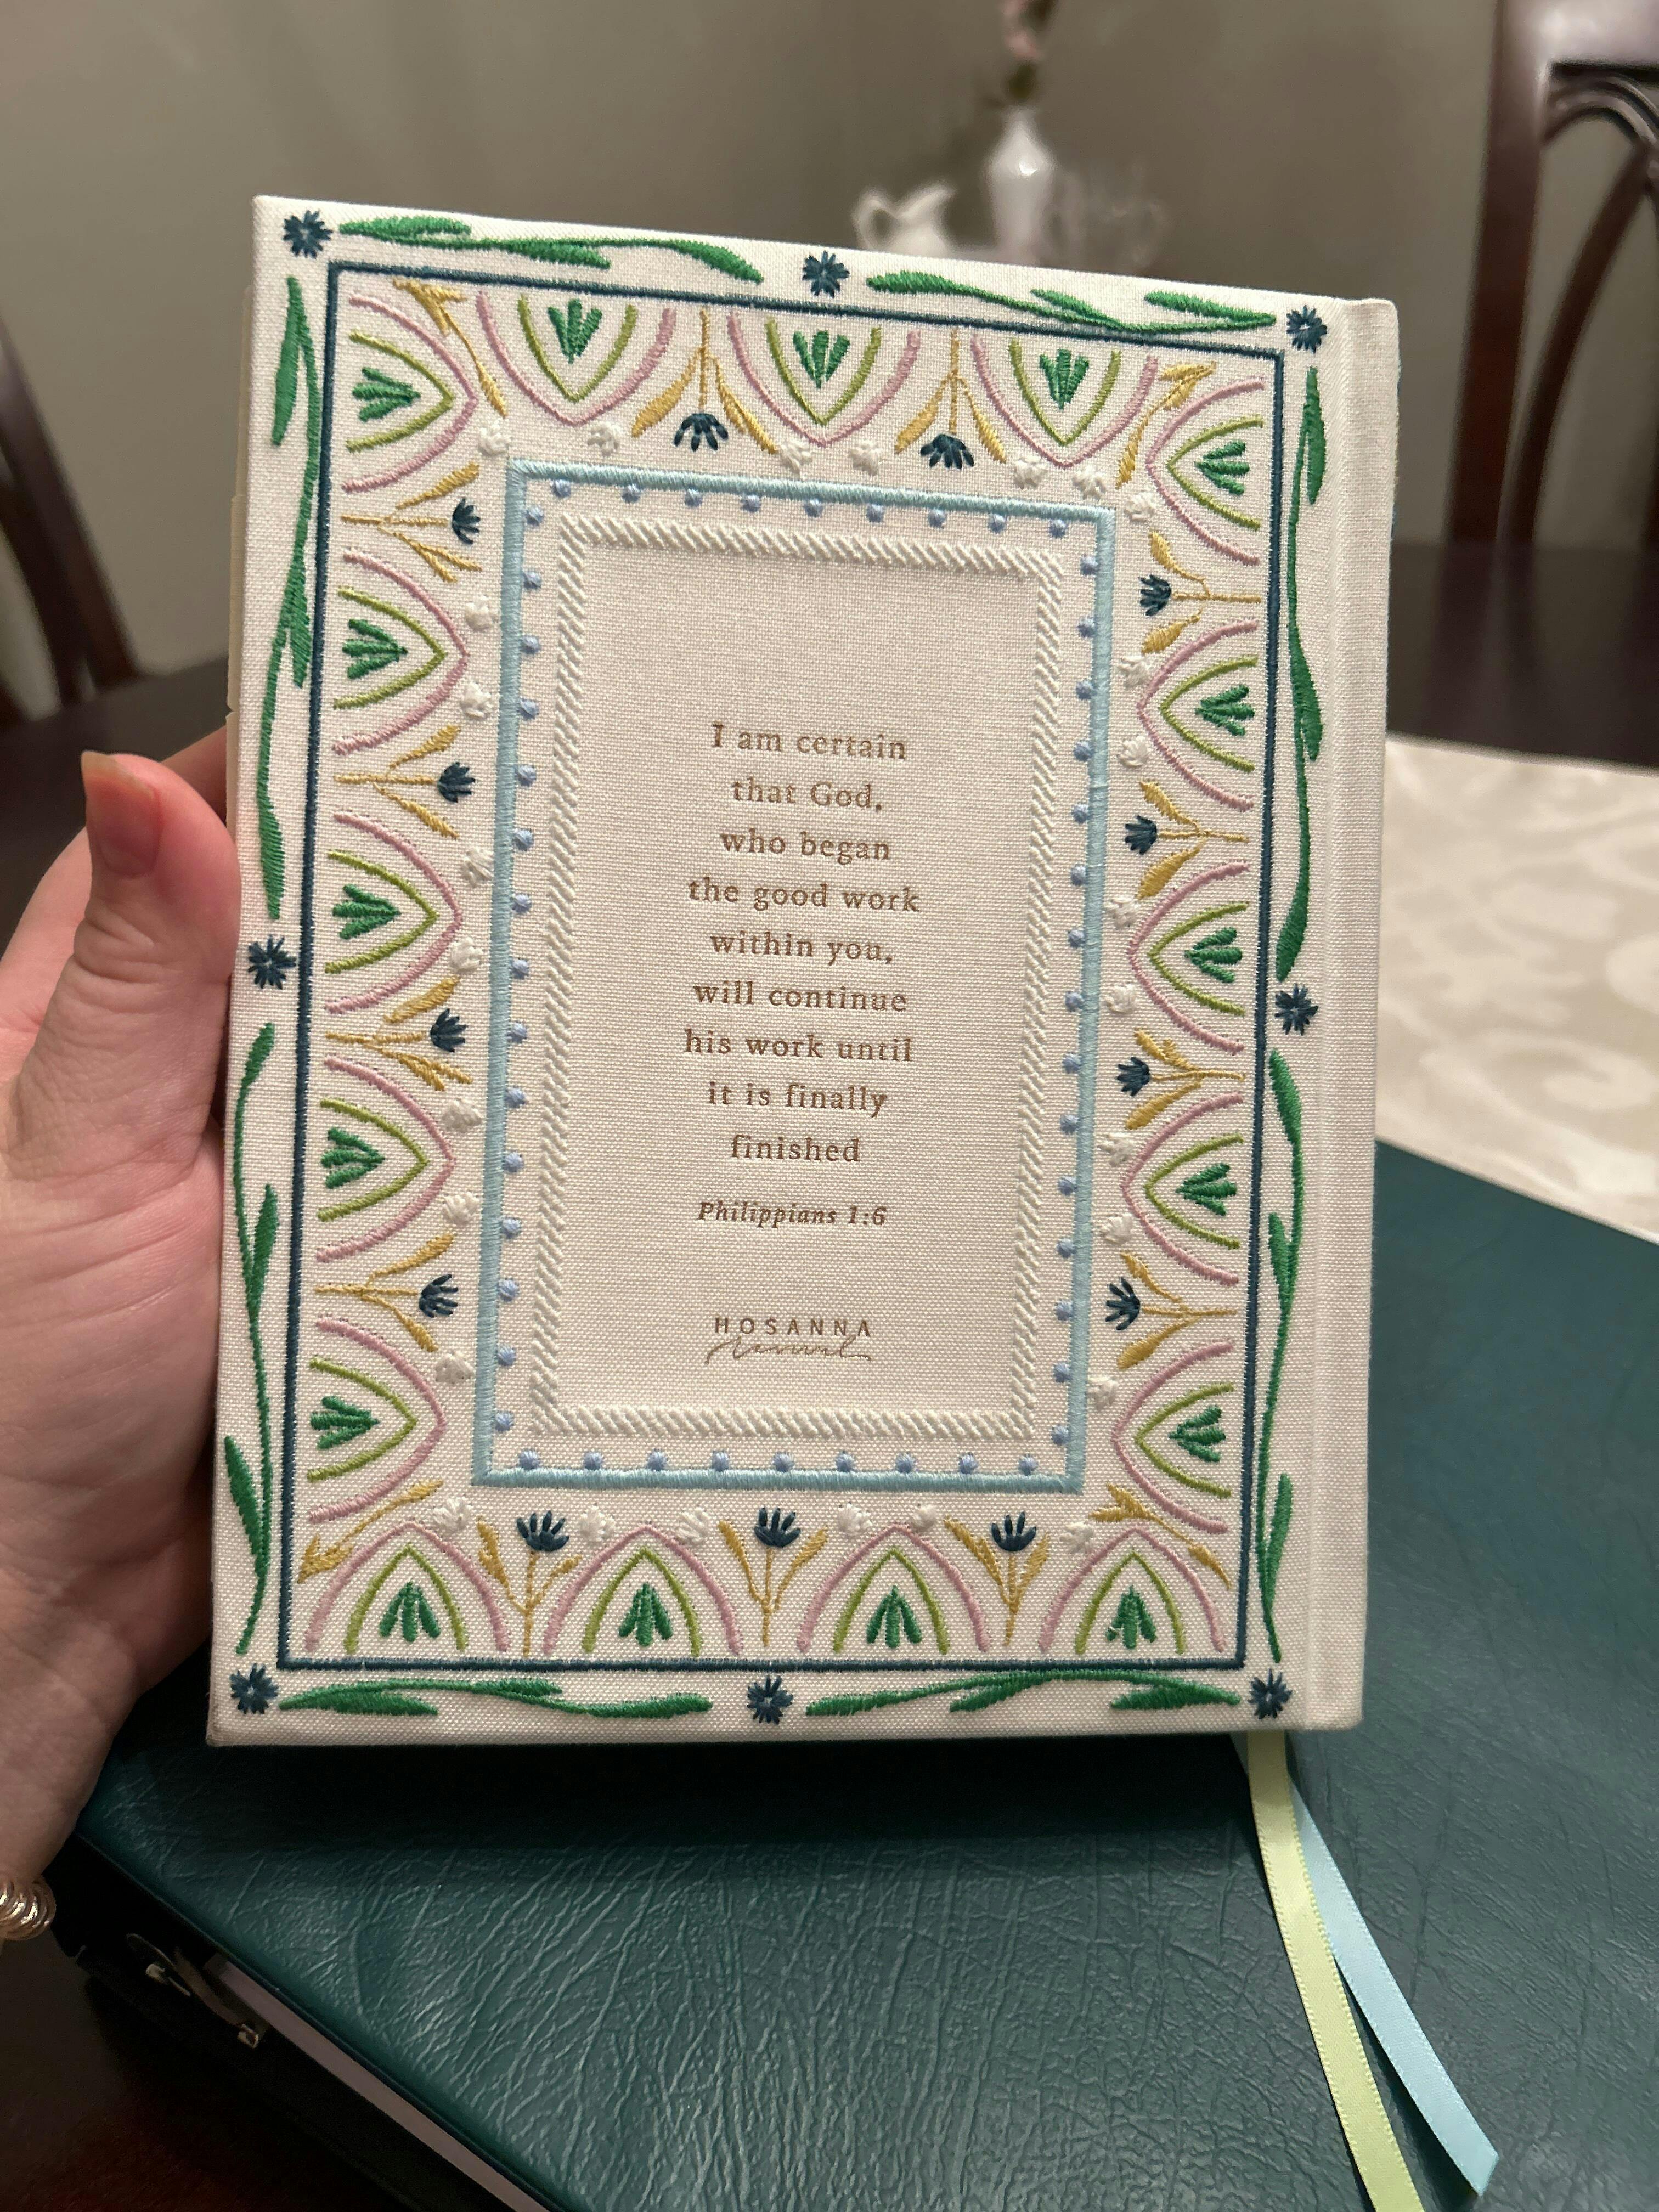 I am certain
that God,
who began
the good work
within you,
will continue
his work until
it is finally
finished
Philippians 1:6
HOSANNA
Revival